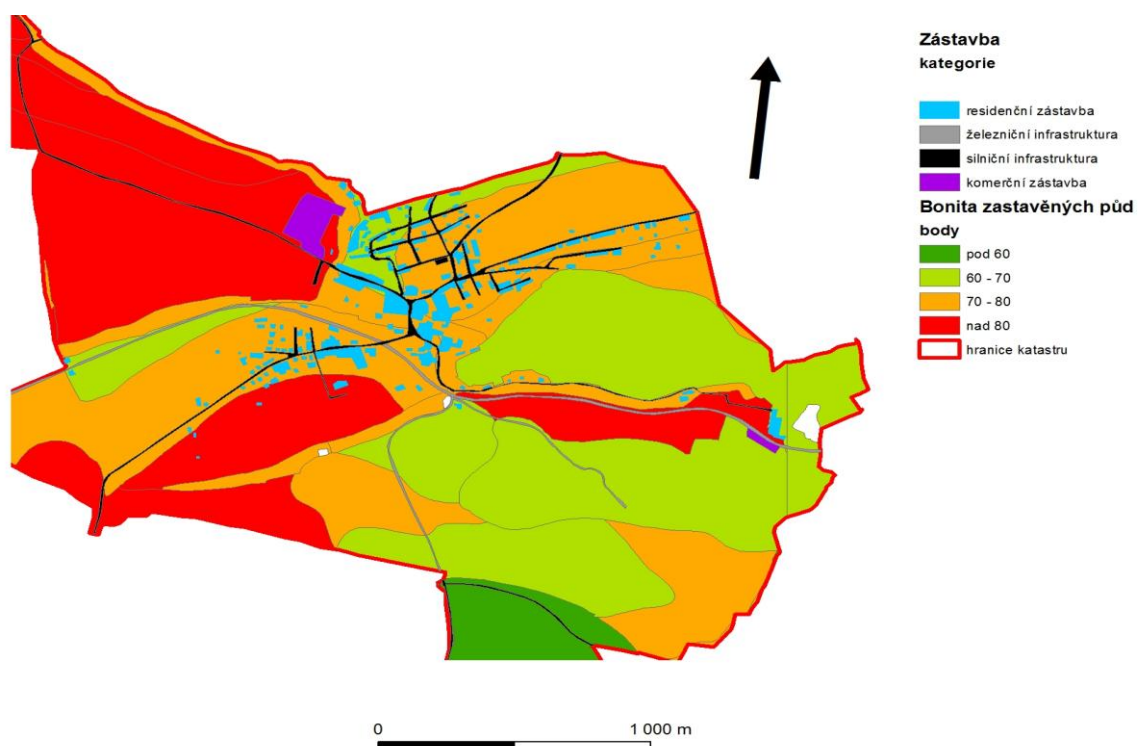 Zástavba
kategorie
residenční zástavba
železniční infrastruktura
silniční infrastruktura
komerční zástavba
Bonita zastavěných půd
body
pod 60
60 - 70
70 - 80
nad 80
hranice katastru
0 1 000 m